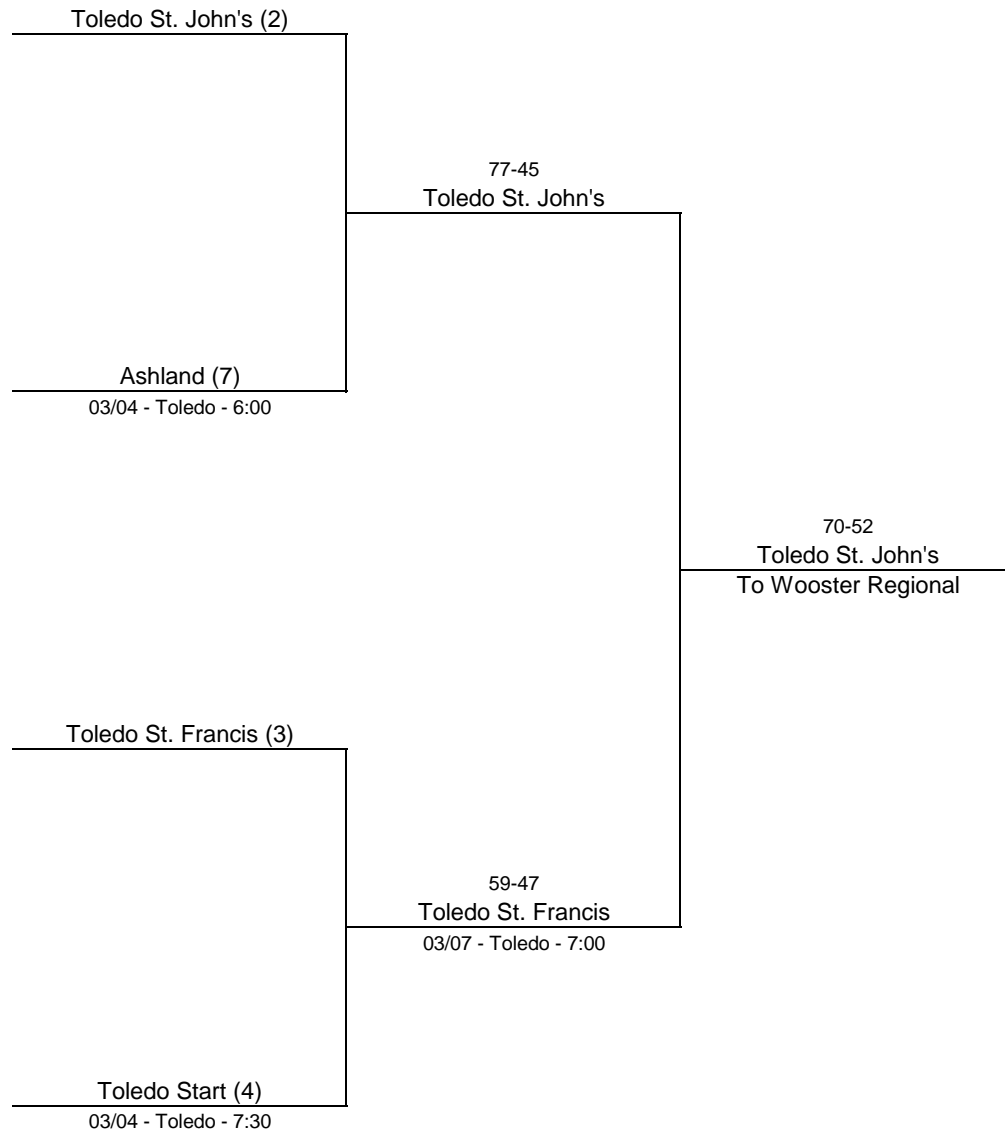 Toledo St. John's (2)
77-45
Toledo St. John's
Ashland (7)
03/04 - Toledo - 6:00
70-52
Toledo St. John's
To Wooster Regional
Toledo St. Francis (3)
59-47
Toledo St. Francis
03/07 - Toledo - 7:00
Toledo Start (4)
03/04 - Toledo - 7:30